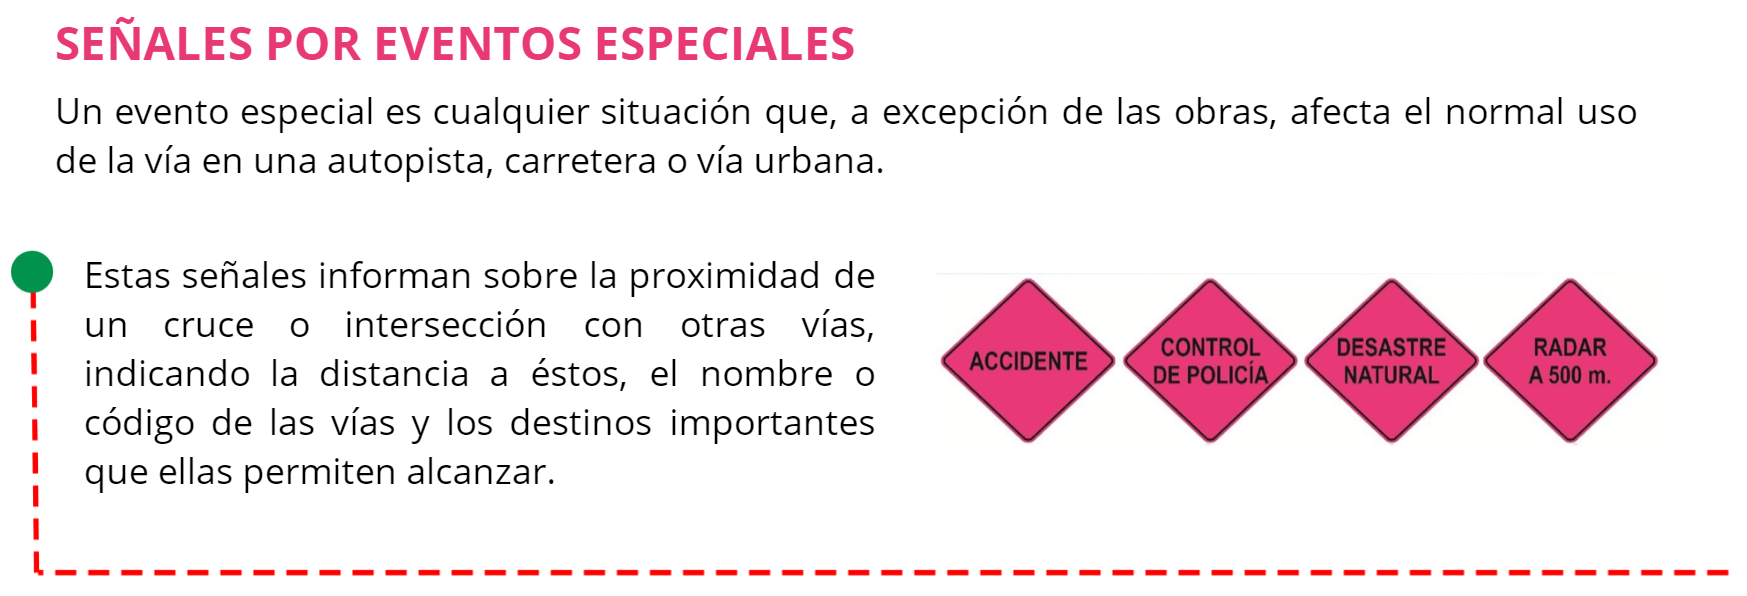 SEÑALES POR EVENTOS ESPECIALES
Un evento especial es cualquier situación que, a excepción de las obras, afecta el normal uso
de la vía en una autopista, carretera o vía urbana.
Estas señales informan sobre la proximidad de
un cruce o intersección con otras vías,
indicando la distancia a éstos, el nombre o
código de las vías y los destinos importantes
que ellas permiten alcanzar.
ACCIDENTE
CONTROL
DE POLICÍA
DESASTRE
NATURAL
RADAR
A 500 m.